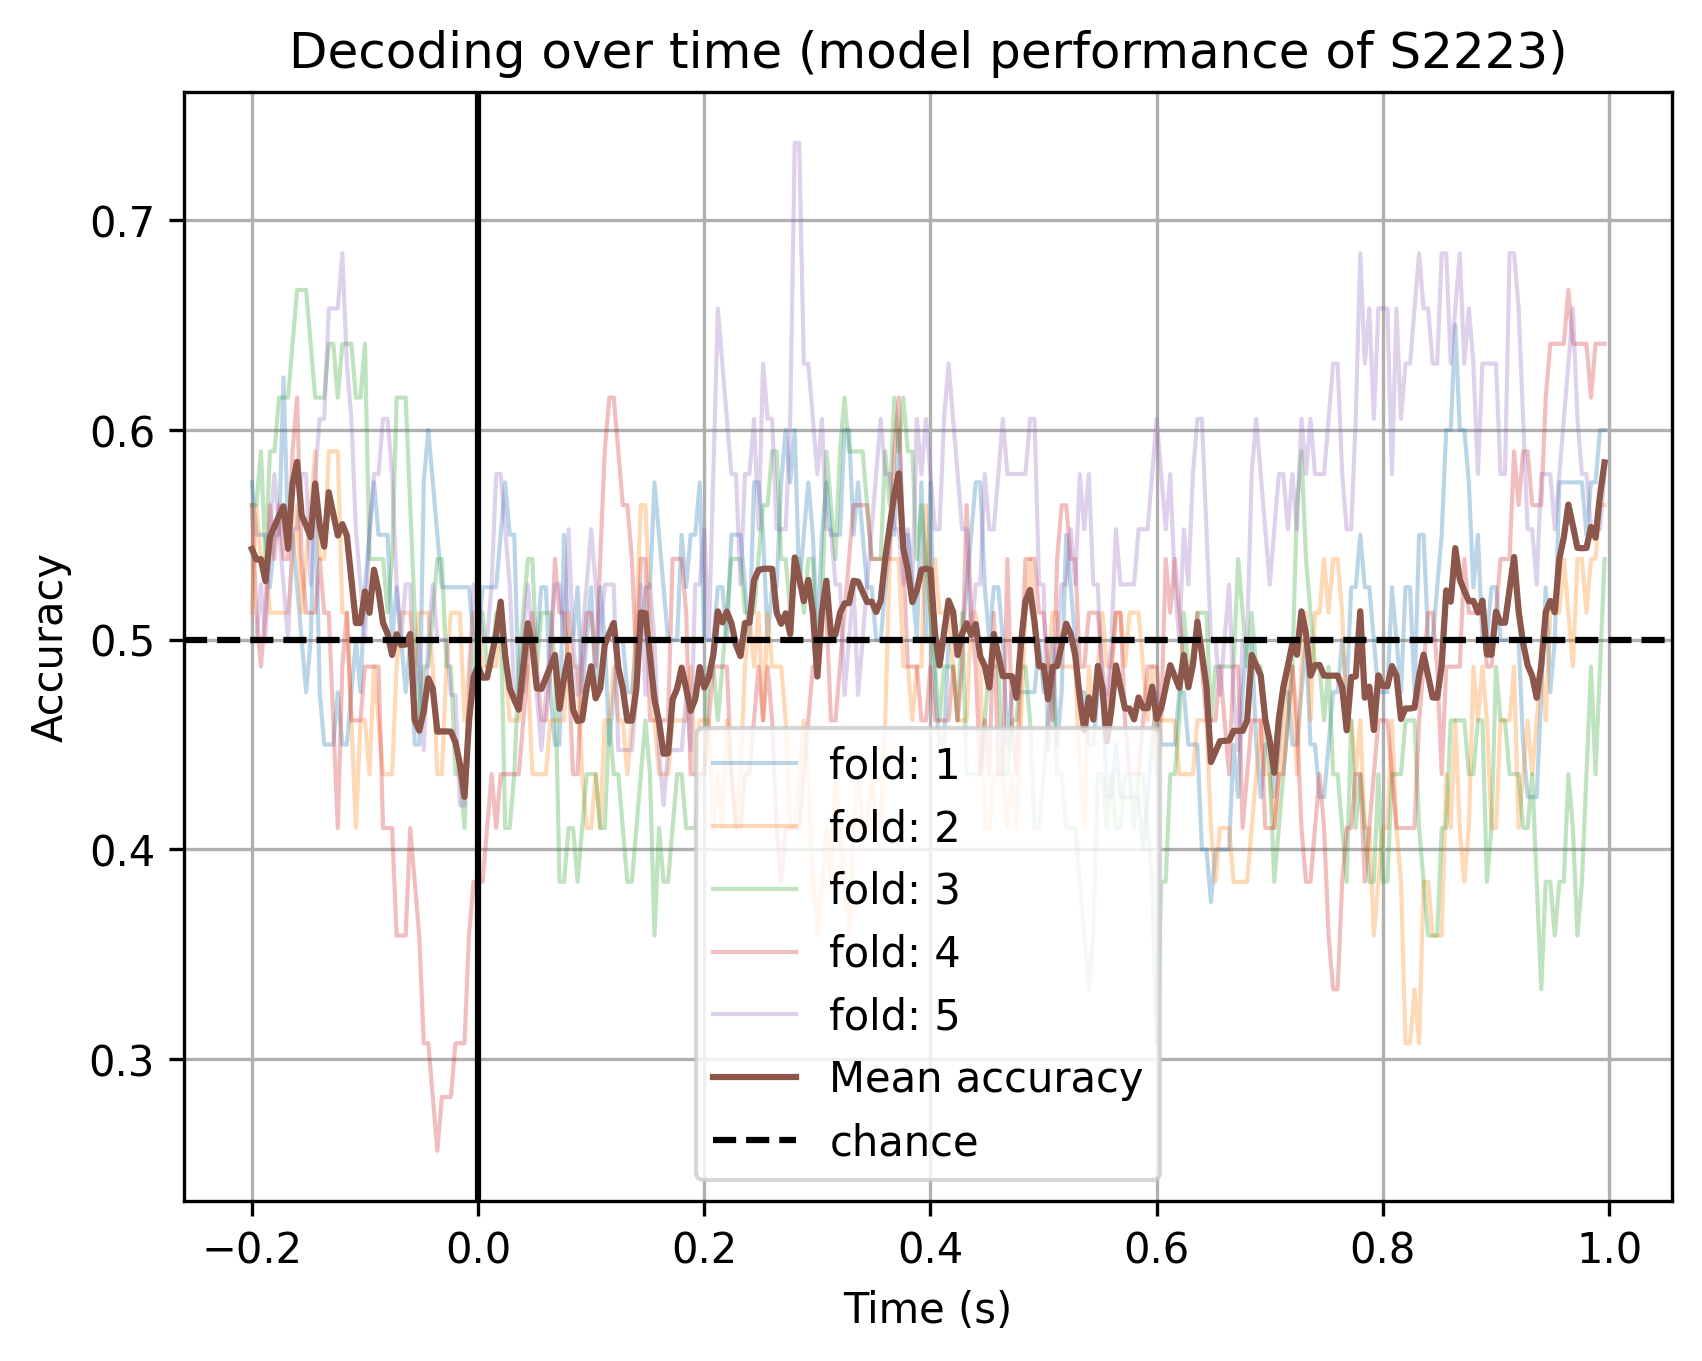 Decoding over time (model performance of S2223)
Accuracy
0.7
0.6
0.5
0.4
0.3
fold: 1
fold: 2
fold: 3
fold: 4
fold: 5
Mean accuracy
chance
−0.2 0.0 0.2 0.4 0.6 0.8 1.0
Time (s)